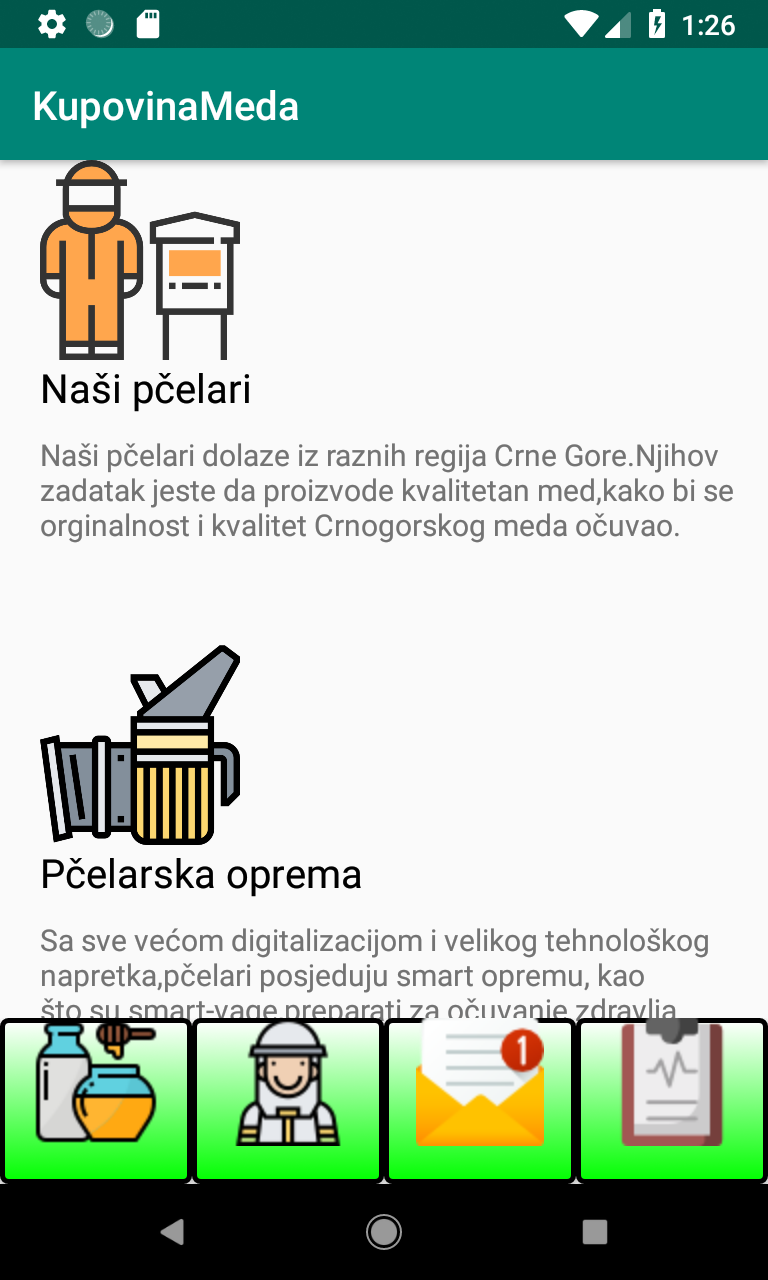 1:26
KupovinaMeda
Naši pčelari
Naši pčelari dolaze iz raznih regija Crne Gore.Njihov
zadatak jeste da proizvode kvalitetan med,kako bi se
orginalnost i kvalitet Crnogorskog meda očuvao.
Pčelarska oprema
Sa sve većom digitalizacijom i velikog tehnološkog
napretka,pčelari posjeduju smart opremu, kao
što su smart-vage,preparati za očuvanje zdravlja
1